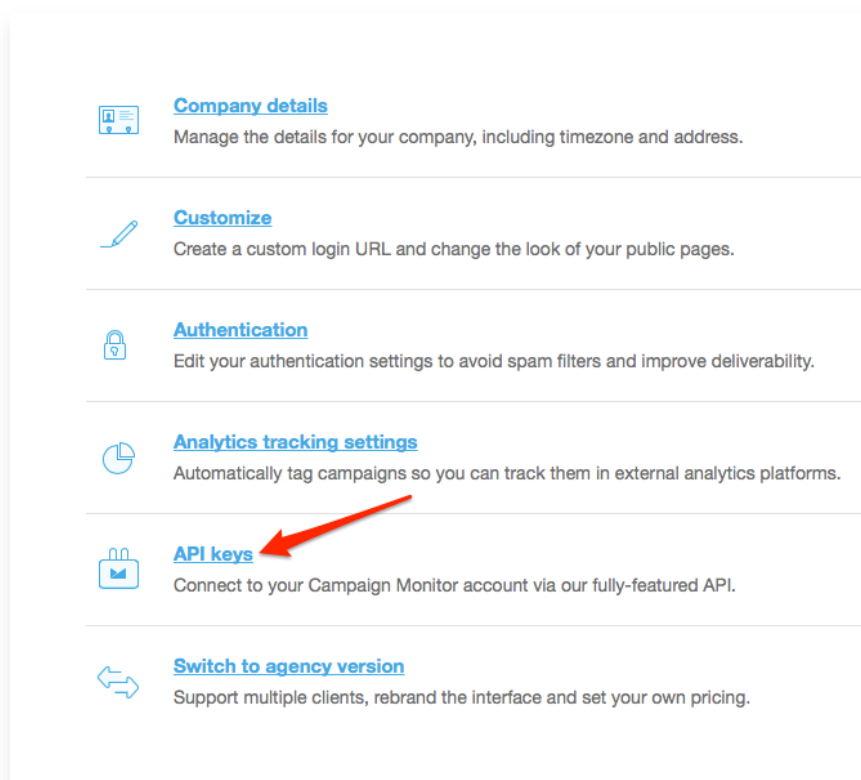 Company details
Manage the details for your company, including timezone and address.
Customize
Create a custom login URL and change the look of your public pages.
Authentication
Edit your authentication settings to avoid spam filters and improve deliverability.
Analytics tracking settings
Automatically tag campaigns so you can track them in external analytics platforms.
API keys
Connect to your Campaign Monitor account via our fully-featured API.
Switch to agency version
Support multiple clients, rebrand the interface and set your own pricing.